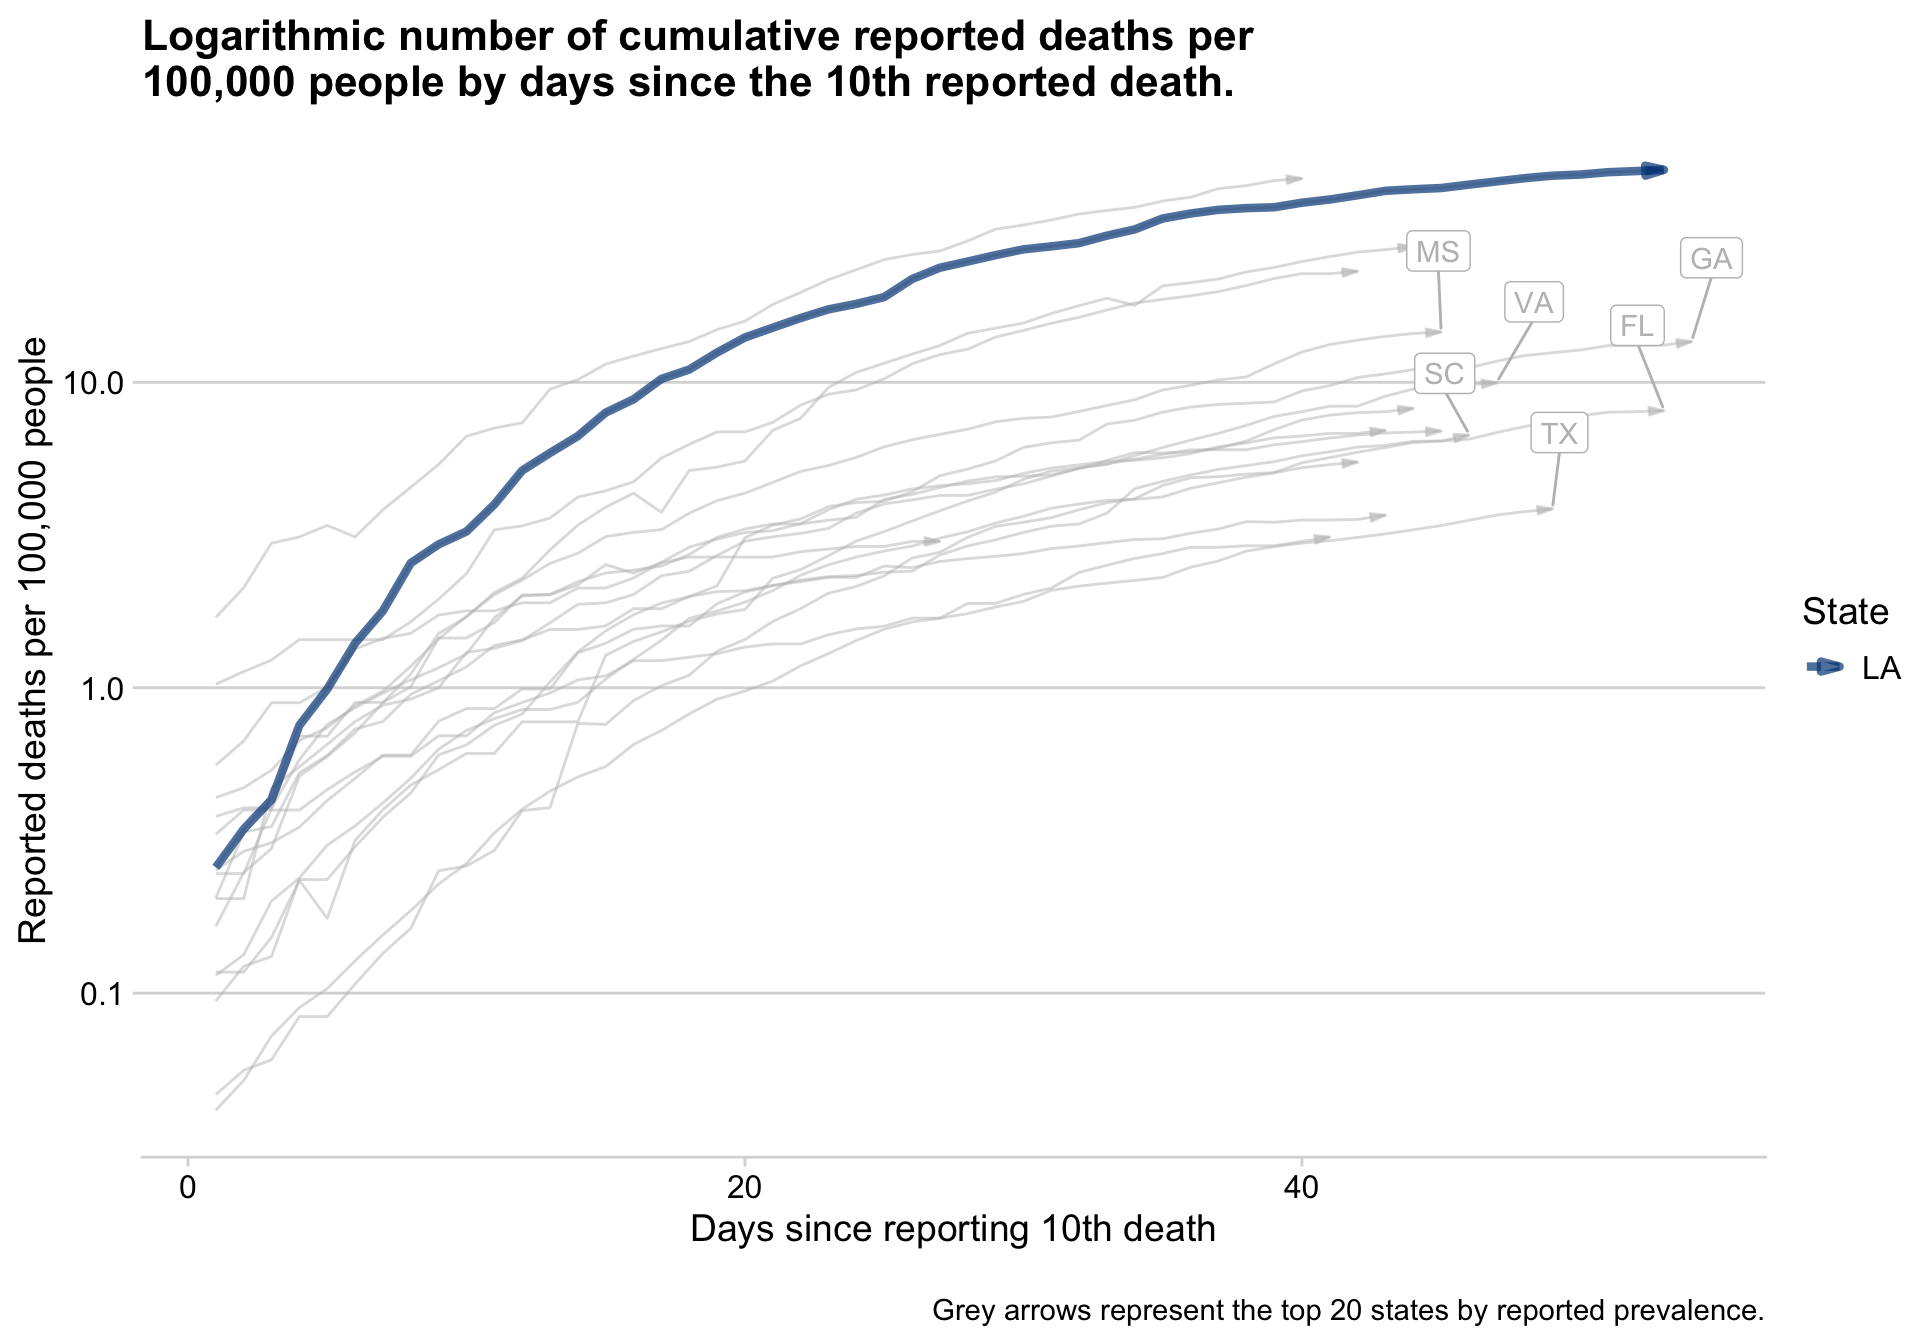 Logarithmic number of cumulative reported deaths per
100,000 people by days since the 10th reported death.
Reported deaths per 100,000 people
10.0
1.0
0.1
MS
GA
VA
FL
SC
TX
State
LA
0
20
40
Days since reporting 10th death
Grey arrows represent the top 20 states by reported prevalence.